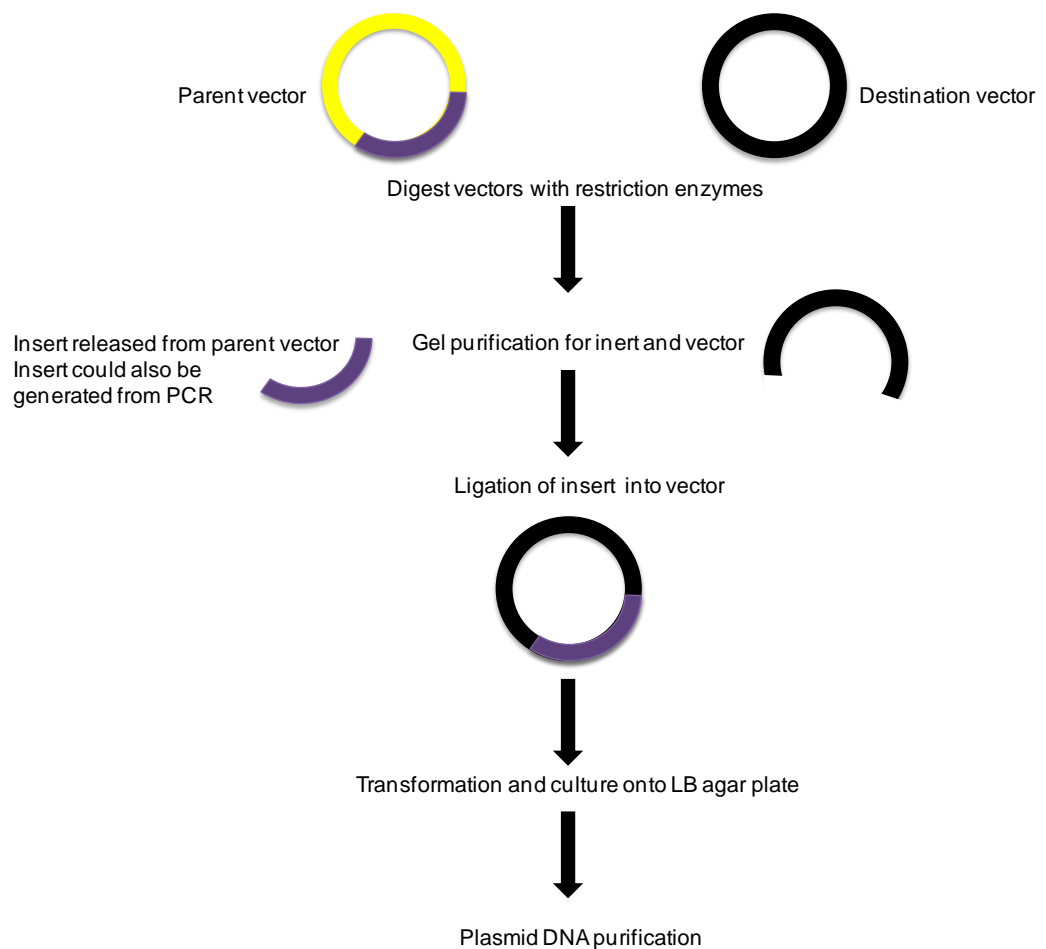 Parent vector
Destination vector
Digest vectors with restriction enzymes
Insert released from parent vector
Insert could also be
generated from PCR
Gel purification for inert and vector
Ligation of insert into vector
Transformation and culture onto LB agar plate
Plasmid DNA purification